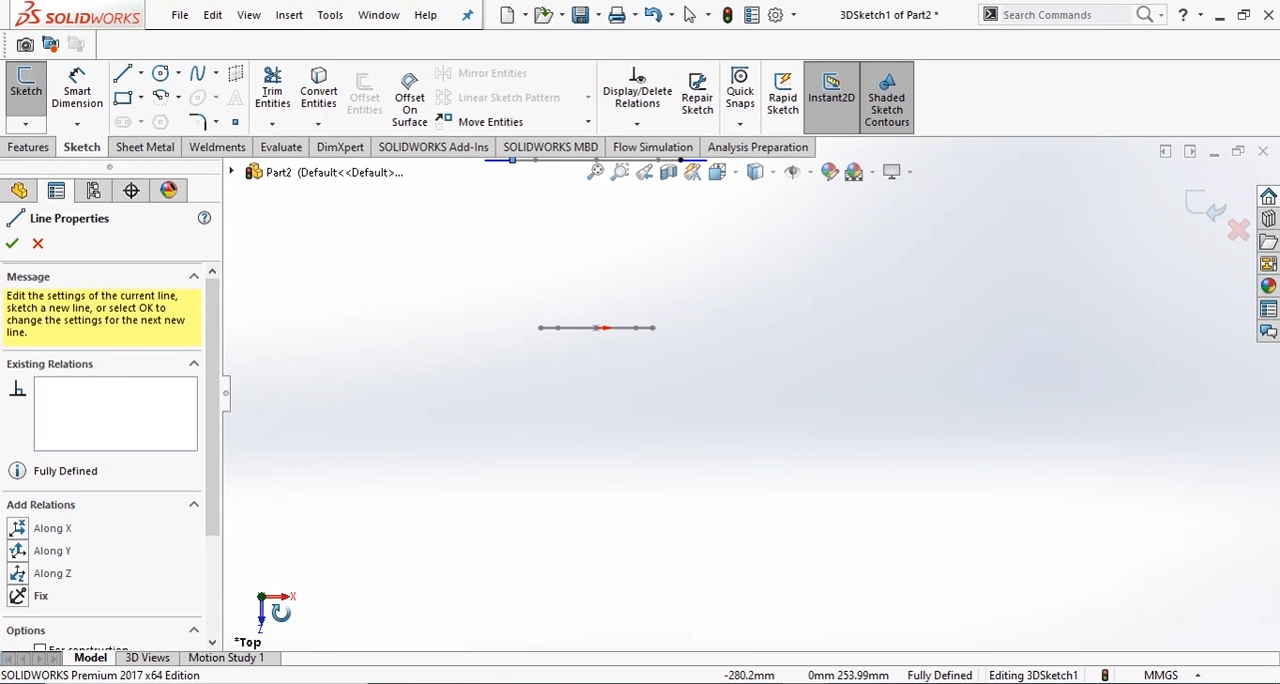 SOLIDWORKS
File Edit View Insert Tools Window Help
3DSketch1 of Part2 *
Search Commands
?
Sketch
Smart Dimension
Trim Entities
Convert Entities
Offset Entities
Offset On Surface
Mirror Entities
Linear Sketch Pattern
Move Entities
Display/Delete Relations
Repair Sketch
Quick Snaps
Rapid Sketch
Instant2D
Shaded Sketch Contours
Features Sketch Sheet Metal Weldments Evaluate DimXpert SOLIDWORKS Add-Ins SOLIDWORKS MBD Flow Simulation Analysis Preparation
Part2 (Default<<Default>...
Line Properties
?
Message
Edit the settings of the current line,
sketch a new line, or select OK to
change the settings for the next new
line.
Existing Relations
Fully Defined
Add Relations
Along X
Along Y
Along Z
Fix
Options
For construction
X
Z
*Top
Model 3D Views Motion Study 1
SOLIDWORKS Premium 2017 x64 Edition
-280.2mm 0mm 253.99mm Fully Defined Editing 3DSketch1 MMGS